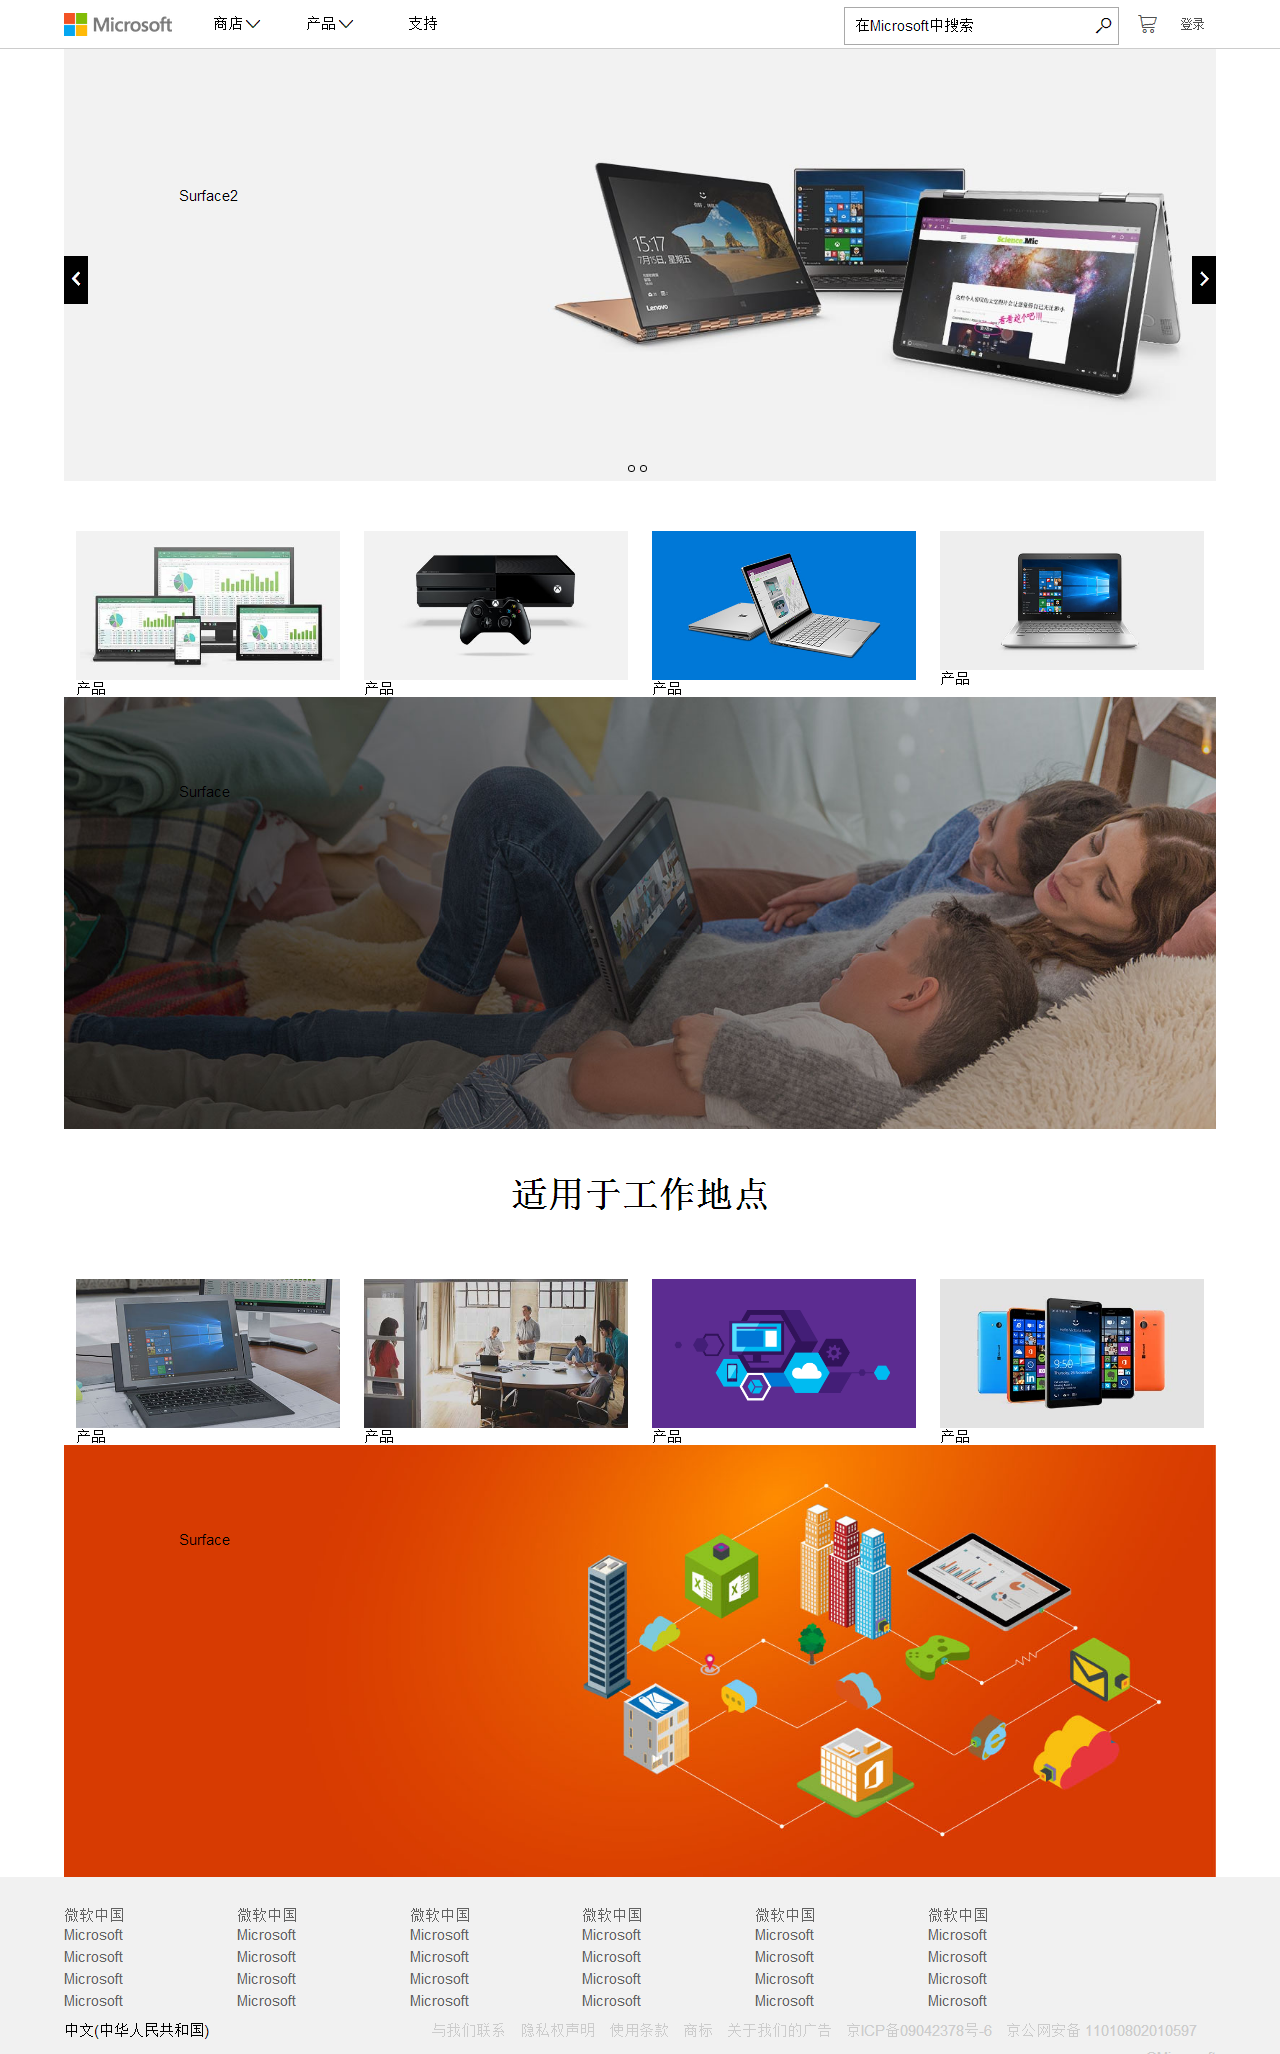 Microsoft 商店 产品 支持 在Microsoft中搜索 登录
Surface2
15:17
7月15日, 星期五
Lenovo
DELL
Science.Mic
产品 产品 产品 产品
Surface
适用于工作地点
9:50
产品 产品 产品 产品
Surface
微软中国 微软中国 微软中国 微软中国 微软中国 微软中国
Microsoft Microsoft Microsoft Microsoft Microsoft Microsoft
Microsoft Microsoft Microsoft Microsoft Microsoft Microsoft
Microsoft Microsoft Microsoft Microsoft Microsoft Microsoft
Microsoft Microsoft Microsoft Microsoft Microsoft Microsoft
中文(中华人民共和国) 与我们联系 隐私权声明 使用条款 商标 关于我们的广告 京ICP备09042378号-6 京公网安备 11010802010597